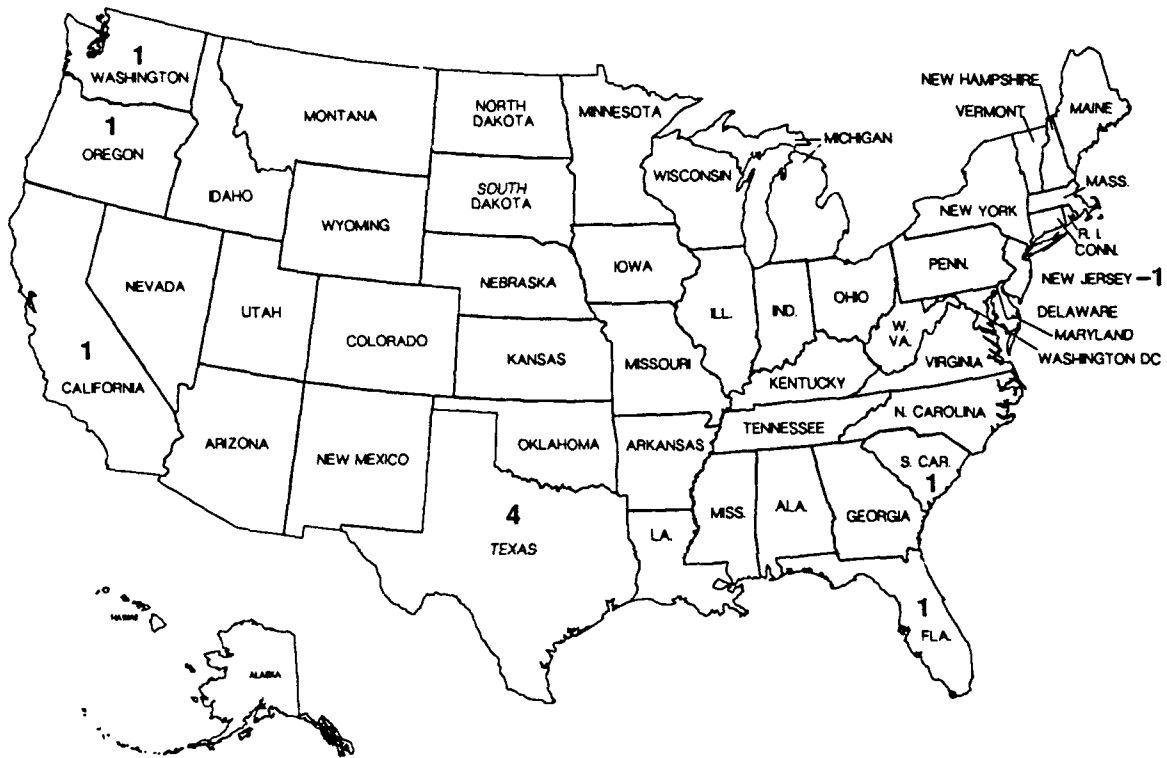 1
WASHINGTON
1
OREGON
IDAHO
MONTANA
WYOMING
NORTH
DAKOTA
SOUTH
DAKOTA
MINNESOTA
WISCONSIN
MICHIGAN
NEW HAMPSHIRE
VERMONT
MAINE
MASS.
NEW YORK
R. I.
CONN.
PENN.
NEW JERSEY –1
DELAWARE
MARYLAND
WASHINGTON DC
NEVADA
UTAH
COLORADO
NEBRASKA
IOWA
KANSAS
MISSOURI
ILL.
IND.
OHIO
W.
VA.
VIRGINIA
KENTUCKY
1
CALIFORNIA
ARIZONA
NEW MEXICO
OKLAHOMA
ARKANSAS
TENNESSEE
N. CAROLINA
S. CAR.
1
4
TEXAS
LA.
MISS.
ALA.
GEORGIA
1
FLA.
HAWAII
ALASKA